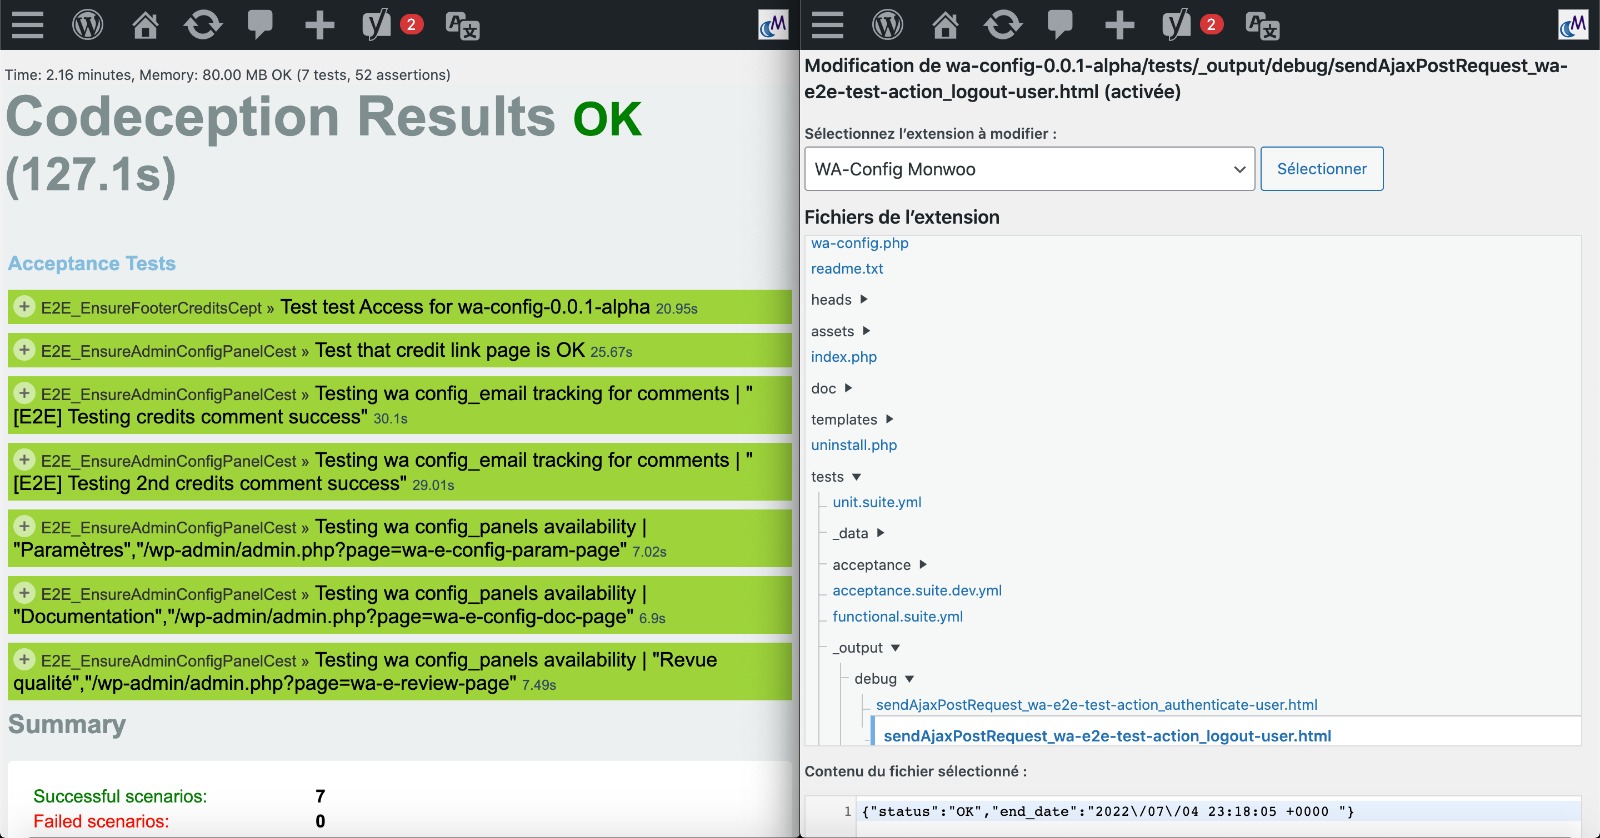 2
Time: 2.16 minutes, Memory: 80.00 MB OK (7 tests, 52 assertions)
Codeception Results OK
(127.1s)
Acceptance Tests
E2E_EnsureFooterCreditsCept » Test test Access for wa-config-0.0.1-alpha 20.95s
E2E_EnsureAdminConfigPanelCest » Test that credit link page is OK 25.67s
E2E_EnsureAdminConfigPanelCest » Testing wa config_email tracking for comments | "
[E2E] Testing credits comment success" 30.1s
E2E_EnsureAdminConfigPanelCest » Testing wa config_email tracking for comments | "
[E2E] Testing 2nd credits comment success" 29.01s
E2E_EnsureAdminConfigPanelCest » Testing wa config_panels availability |
"Paramètres","/wp-admin/admin.php?page=wa-e-config-param-page" 7.02s
E2E_EnsureAdminConfigPanelCest » Testing wa config_panels availability |
"Documentation","/wp-admin/admin.php?page=wa-e-config-doc-page" 6.9s
E2E_EnsureAdminConfigPanelCest » Testing wa config_panels availability | "Revue
qualité","/wp-admin/admin.php?page=wa-e-review-page" 7.49s
Summary
Successful scenarios: 7
Failed scenarios: 0
2
Modification de wa-config-0.0.1-alpha/tests/_output/debug/sendAjaxPostRequest_wa-
e2e-test-action_logout-user.html (activée)
Sélectionnez l’extension à modifier :
WA-Config Monwoo
Sélectionner
Fichiers de l’extension
wa-config.php
readme.txt
heads
assets
index.php
doc
templates
uninstall.php
tests
unit.suite.yml
_data
acceptance
acceptance.suite.dev.yml
functional.suite.yml
_output
debug
sendAjaxPostRequest_wa-e2e-test-action_authenticate-user.html
sendAjaxPostRequest_wa-e2e-test-action_logout-user.html
Contenu du fichier sélectionné :
1 {"status":"OK","end_date":"2022\/07\/04 23:18:05 +0000 "}